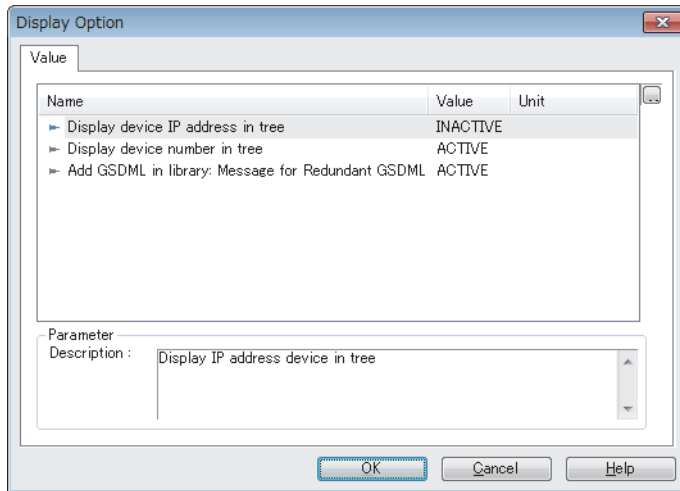 Display Option
Value
Name Value Unit
Display device IP address in tree INACTIVE
Display device number in tree ACTIVE
Add GSDML in library: Message for Redundant GSDML ACTIVE
Parameter
Description : Display IP address device in tree
OK Cancel Help